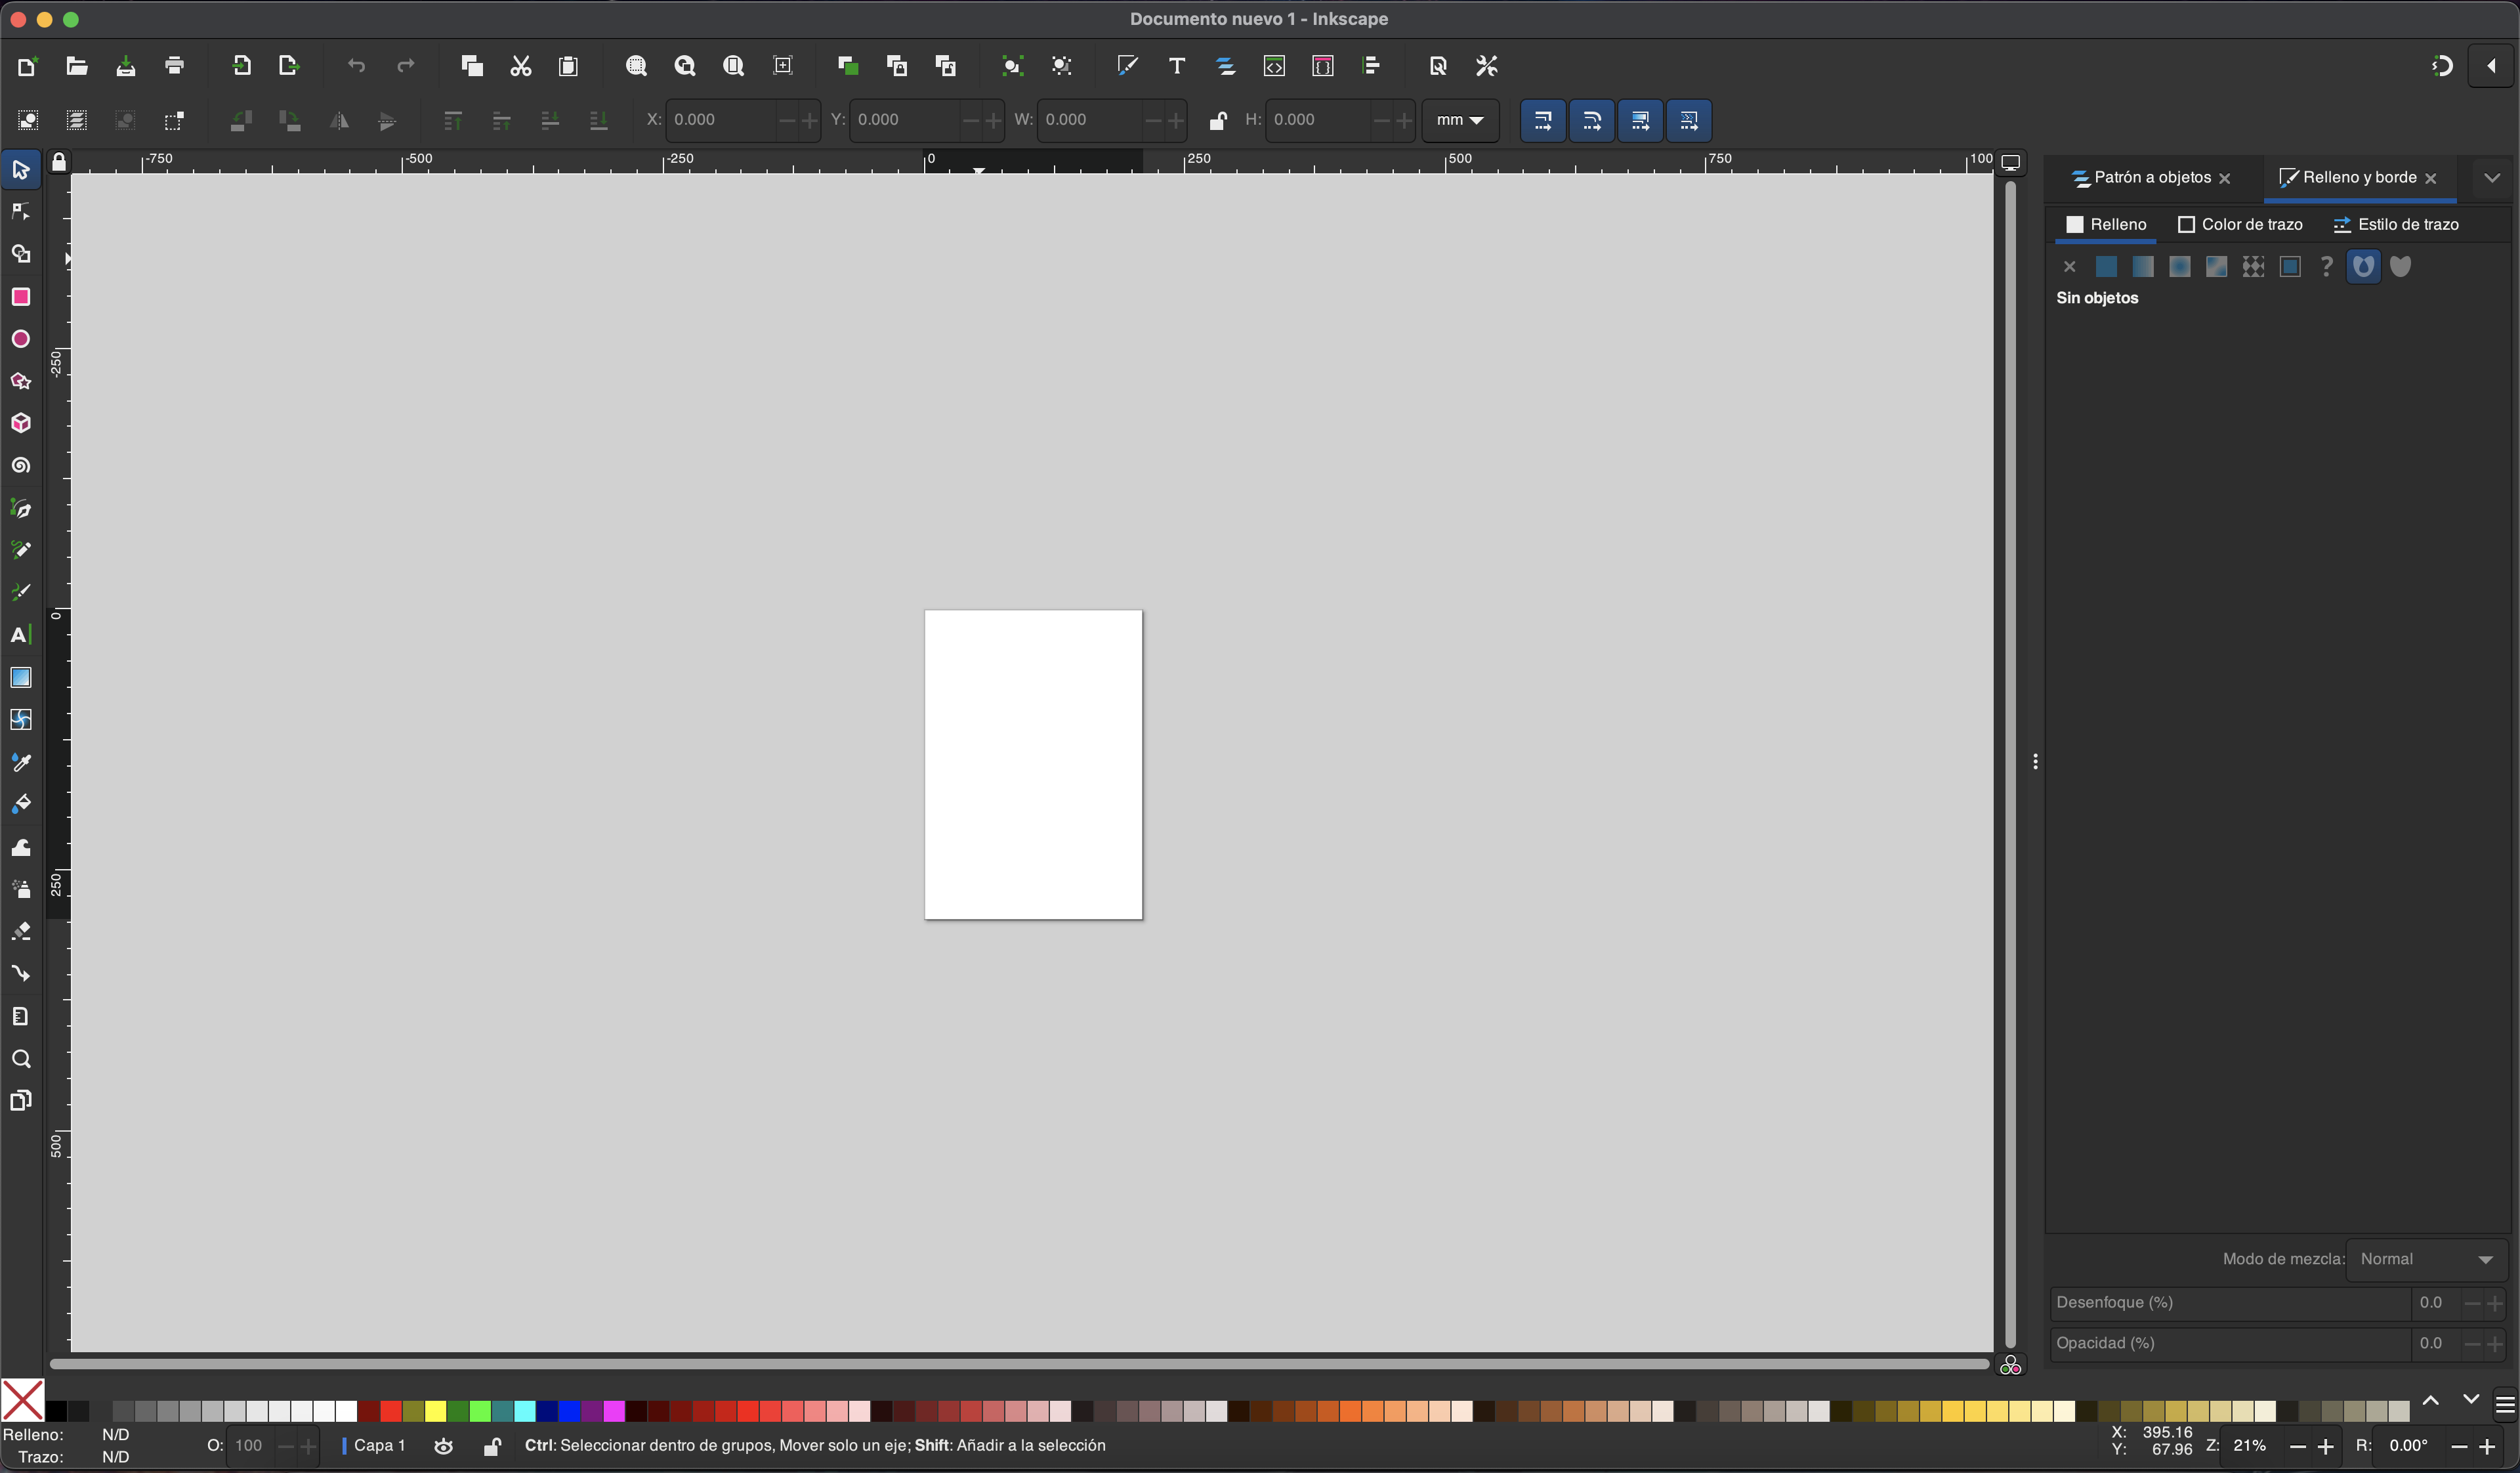 Documento nuevo 1 - Inkscape
X: 0.000 Y: 0.000 W: 0.000 H: 0.000 mm
-750 -500 -250 0 250 500 750 100
Patrón a objetos Relleno y borde
Relleno Color de trazo Estilo de trazo
?
Sin objetos
-250
0
250
500
Modo de mezcla: Normal
Desenfoque (%) 0.0
Opacidad (%) 0.0
Relleno: N/D
Trazo: N/D
O: 100
Capa 1
Ctrl: Seleccionar dentro de grupos, Mover solo un eje; Shift: Añadir a la selección
X: 395.16
Y: 67.96
Z: 21%
R: 0.00°